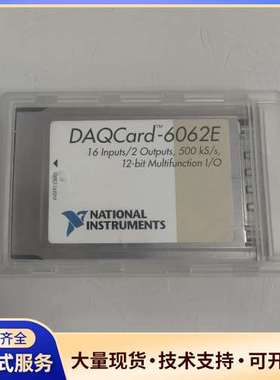 DAQCard™-6062E
16 Inputs/2 Outputs, 500 kS/s,
12-bit Multifunction I/O
NATIONAL
INSTRUMENTS
齐全
式服务
大量现货·技术支持·可开